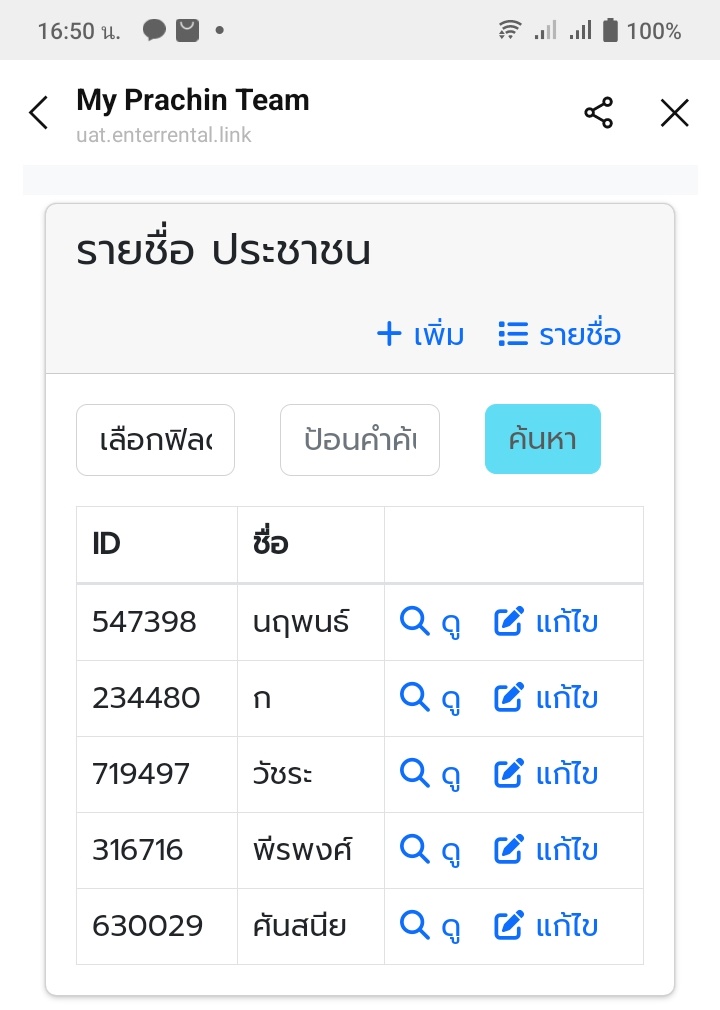 16:50 น. 100%
My Prachin Team
uat.enterrental.link
รายชื่อ ประชาชน
เพิ่ม รายชื่อ
เลือกฟิล ป้อนคำค้ ค้นหา
ID ชื่อ
547398 นฤพนธ์ ดู แก้ไข
234480 ก ดู แก้ไข
719497 วัชระ ดู แก้ไข
316716 พีรพงศ์ ดู แก้ไข
630029 ศันสนีย ดู แก้ไข